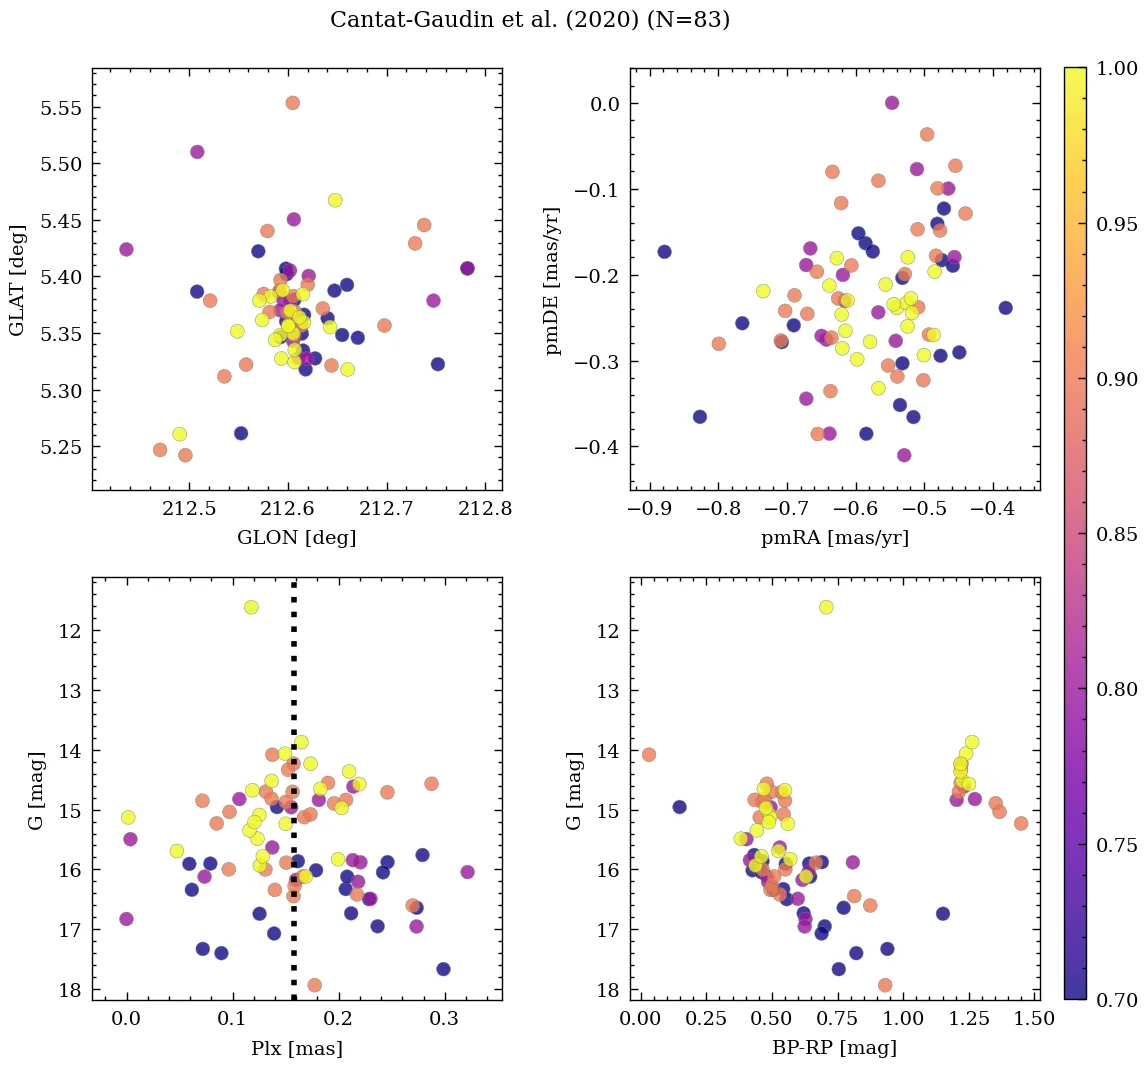 Cantat-Gaudin et al. (2020) (N=83)
GLAT [deg]
5.55
5.50
5.45
5.40
5.35
5.30
5.25
212.5 212.6 212.7 212.8
GLON [deg]
pmDE [mas/yr]
0.0
−0.1
−0.2
−0.3
−0.4
−0.9 −0.8 −0.7 −0.6 −0.5 −0.4
pmRA [mas/yr]
G [mag]
12
13
14
15
16
17
18
0.0 0.1 0.2 0.3
Plx [mas]
G [mag]
12
13
14
15
16
17
18
0.00 0.25 0.50 0.75 1.00 1.25 1.50
BP-RP [mag]
1.00
0.95
0.90
0.85
0.80
0.75
0.70